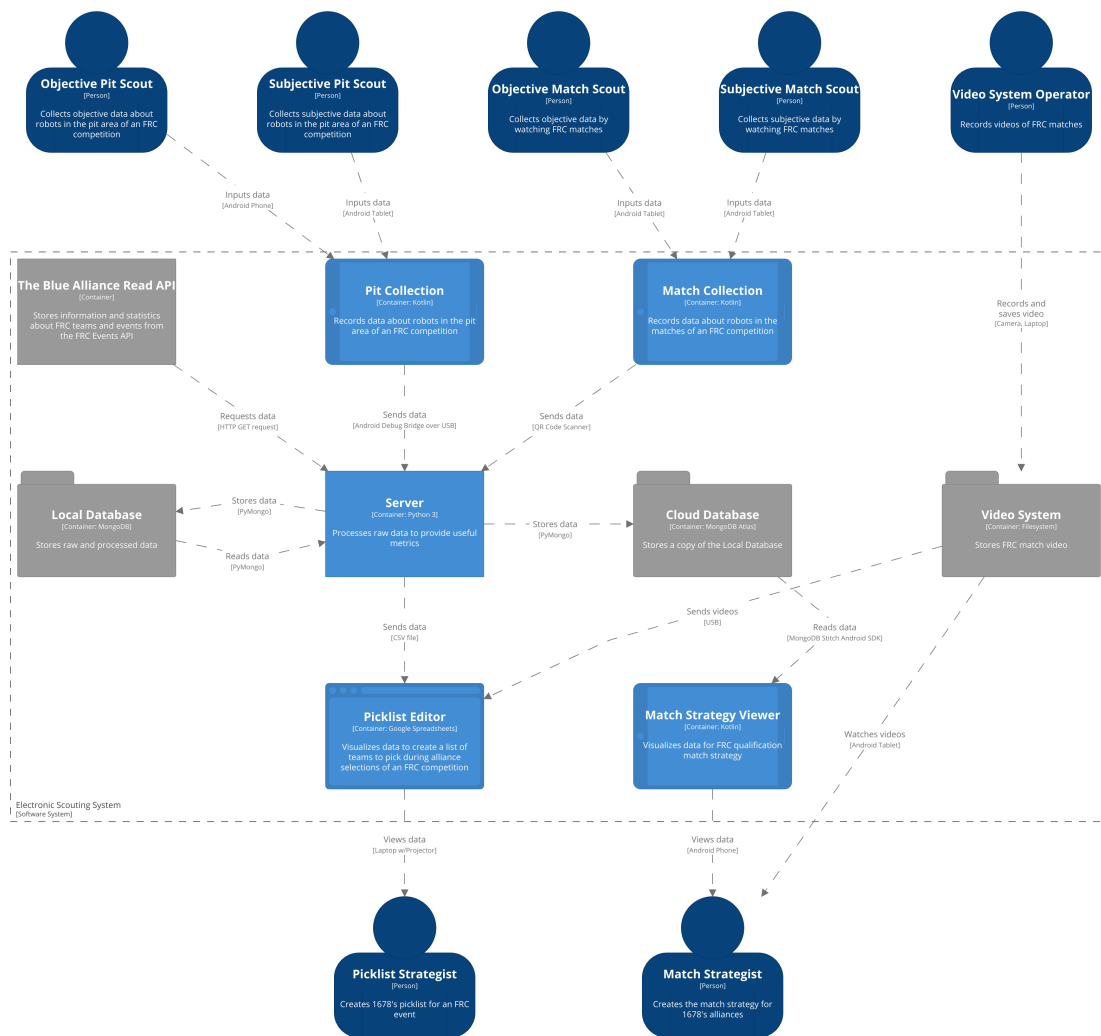 Objective Pit Scout
[Person]
Collects objective data about
robots in the pit area of an FRC
competition
Subjective Pit Scout
[Person]
Collects subjective data about
robots in the pit area of an FRC
competition
Objective Match Scout
[Person]
Collects objective data by
watching FRC matches
Subjective Match Scout
[Person]
Collects subjective data by
watching FRC matches
Video System Operator
[Person]
Records videos of FRC matches
Inputs data
[Android Phone]
Inputs data
[Android Tablet]
Inputs data
[Android Tablet]
Inputs data
[Android Tablet]
Records and
saves video
[Camera, Laptop]
The Blue Alliance Read API
[Container]
Stores information and statistics
about FRC teams and events from
the FRC Events API
Pit Collection
[Container: Kotlin]
Records data about robots in the pit
area of an FRC competition
Match Collection
[Container: Kotlin]
Records data about robots in the
matches of an FRC competition
Requests data
[HTTP GET request]
Sends data
[Android Debug Bridge over USB]
Sends data
[QR Code Scanner]
Local Database
[Container: MongoDB]
Stores raw and processed data
Stores data
[PyMongo]
Reads data
[PyMongo]
Server
[Container: Python 3]
Processes raw data to provide useful
metrics
Stores data
[PyMongo]
Cloud Database
[Container: MongoDB Atlas]
Stores a copy of the Local Database
Video System
[Container: Filesystem]
Stores FRC match video
Sends data
[CSV file]
Sends videos
[USB]
Reads data
[MongoDB Stitch Android SDK]
Picklist Editor
[Container: Google Spreadsheets]
Visualizes data to create a list of
teams to pick during alliance
selections of an FRC competition
Match Strategy Viewer
[Container: Kotlin]
Visualizes data for FRC qualification
match strategy
Watches videos
[Android Tablet]
Electronic Scouting System
[Software System]
Views data
[Laptop w/Projector]
Views data
[Android Phone]
Picklist Strategist
[Person]
Creates 1678's picklist for an FRC
event
Match Strategist
[Person]
Creates the match strategy for
1678's alliances